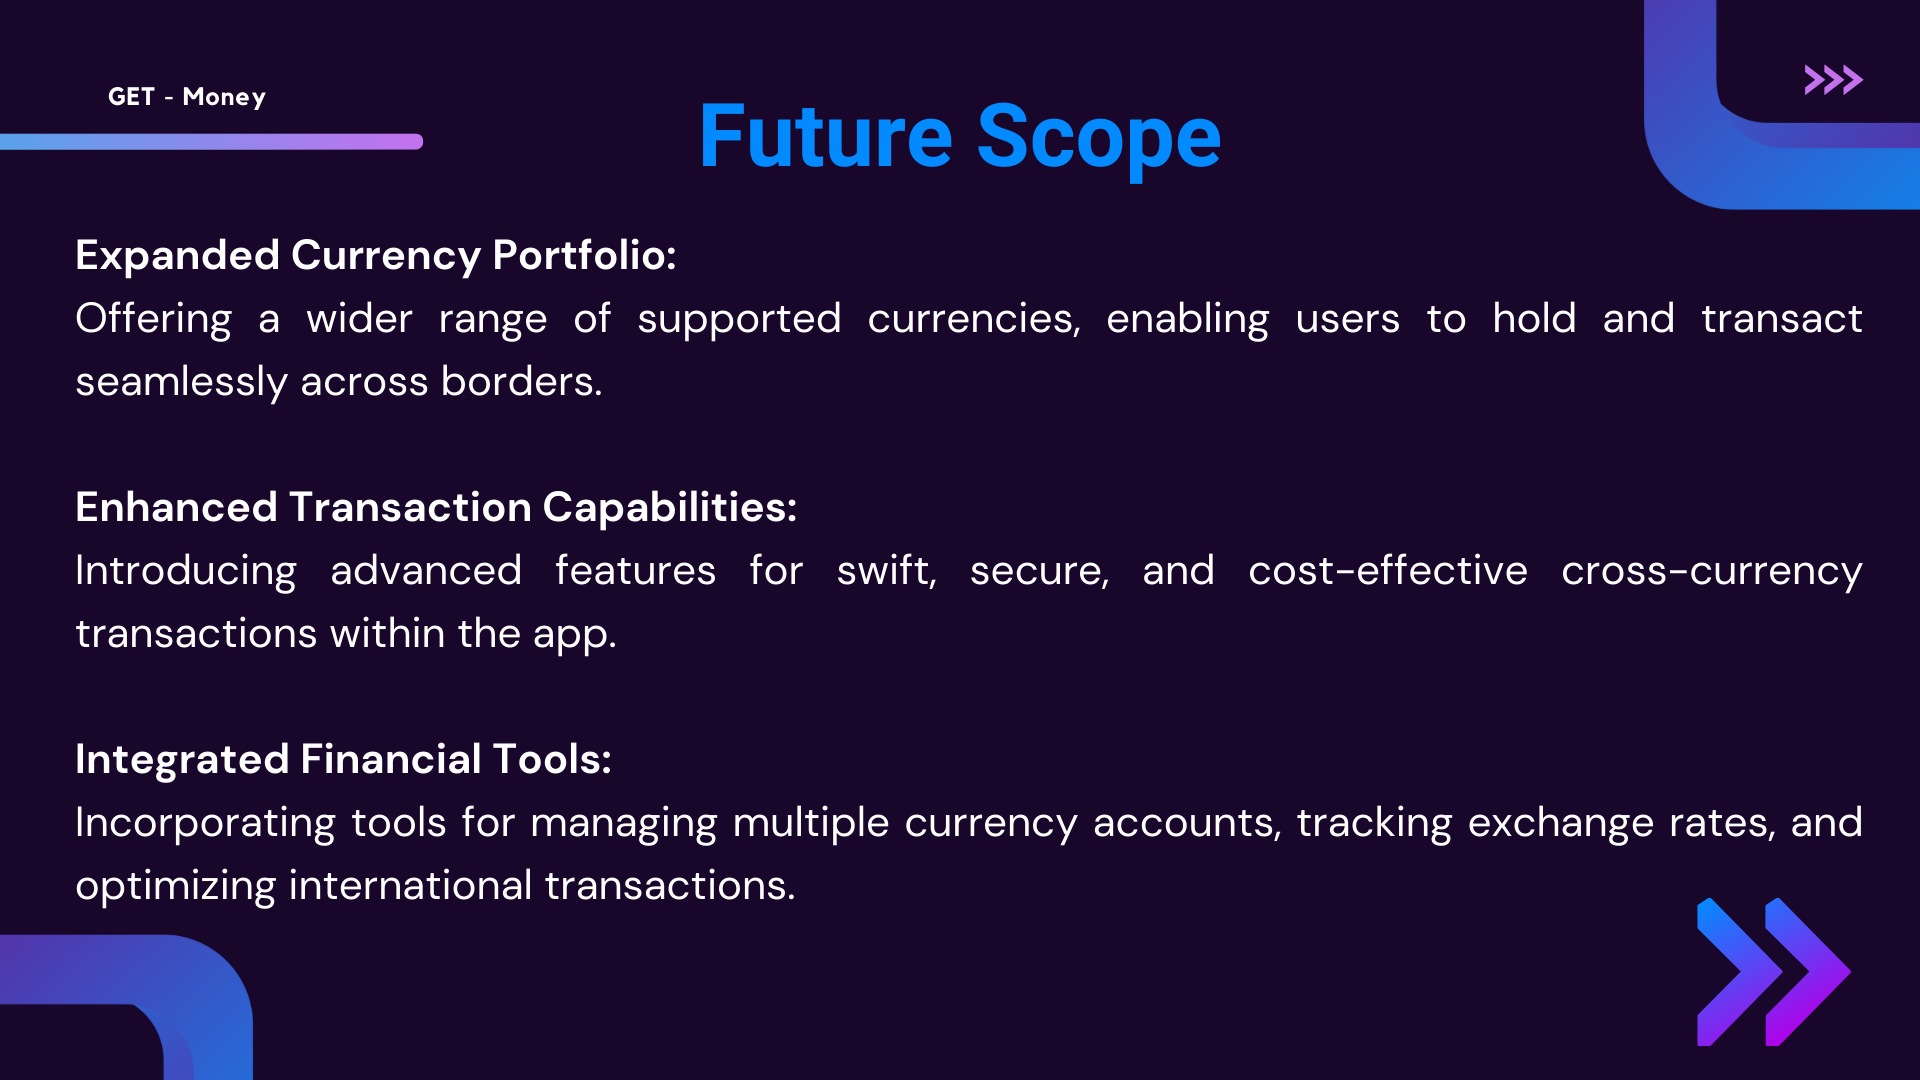 GET - Money
Future Scope
Expanded Currency Portfolio:
Offering a wider range of supported currencies, enabling users to hold and transact
seamlessly across borders.
Enhanced Transaction Capabilities:
Introducing advanced features for swift, secure, and cost-effective cross-currency
transactions within the app.
Integrated Financial Tools:
Incorporating tools for managing multiple currency accounts, tracking exchange rates, and
optimizing international transactions.